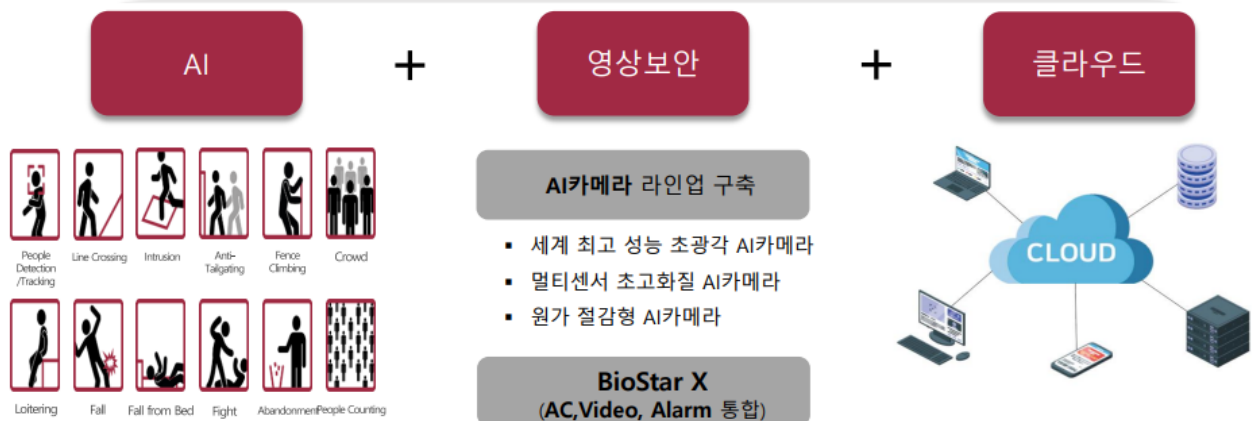 AI
+
영상보안
+
클라우드
People
Detection
/Tracking
Line Crossing
Intrusion
Anti-
Tailgating
Fence
Climbing
Crowd
Loitering
Fall
Fall from Bed
Fight
Abandonment
People Counting
AI카메라 라인업 구축
▪ 세계 최고 성능 초광각 AI카메라
▪ 멀티센서 초고화질 AI카메라
▪ 원가 절감형 AI카메라
BioStar X
(AC,Video, Alarm 통합)
CLOUD